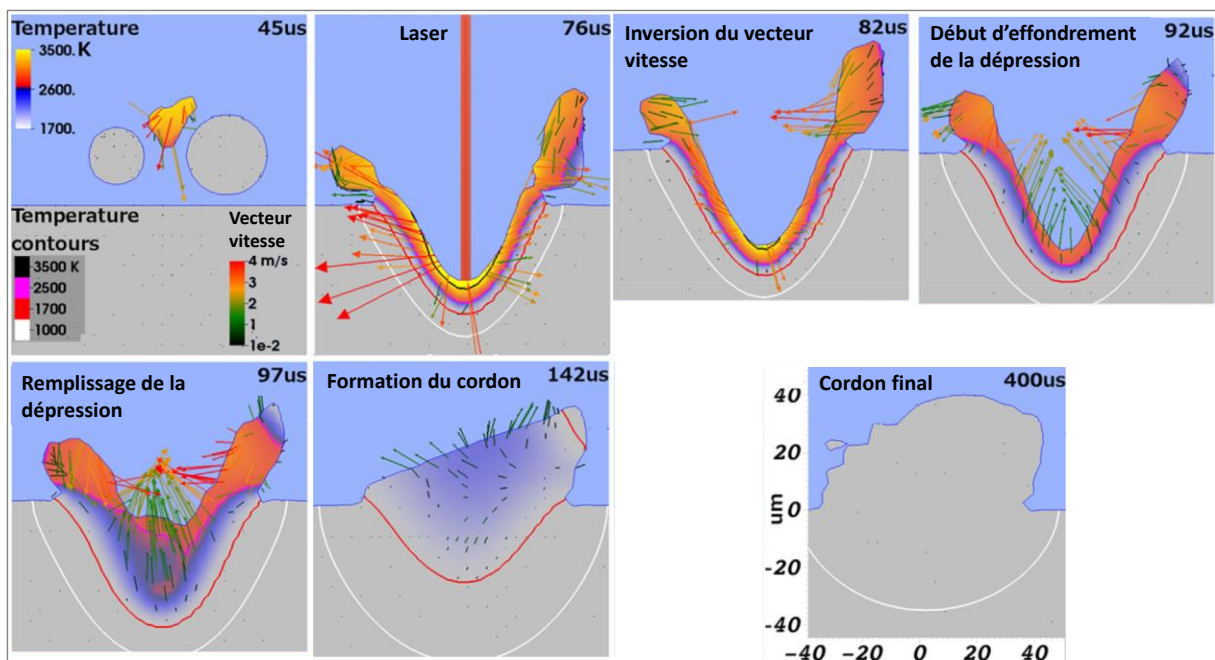 Temperature
45us
3500. K
2600.
1700.
Temperature
contours
3500 K
2500
1700
1000
Vecteur
vitesse
4 m/s
3
2
1
1e-2
Laser
76us
Inversion du vecteur
vitesse
82us
Début d'effondrement
de la dépression
92us
Remplissage de la
dépression
97us
Formation du cordon
142us
Cordon final
400us
40
20
0
-20
-40
um
-40
-20
0
20
40